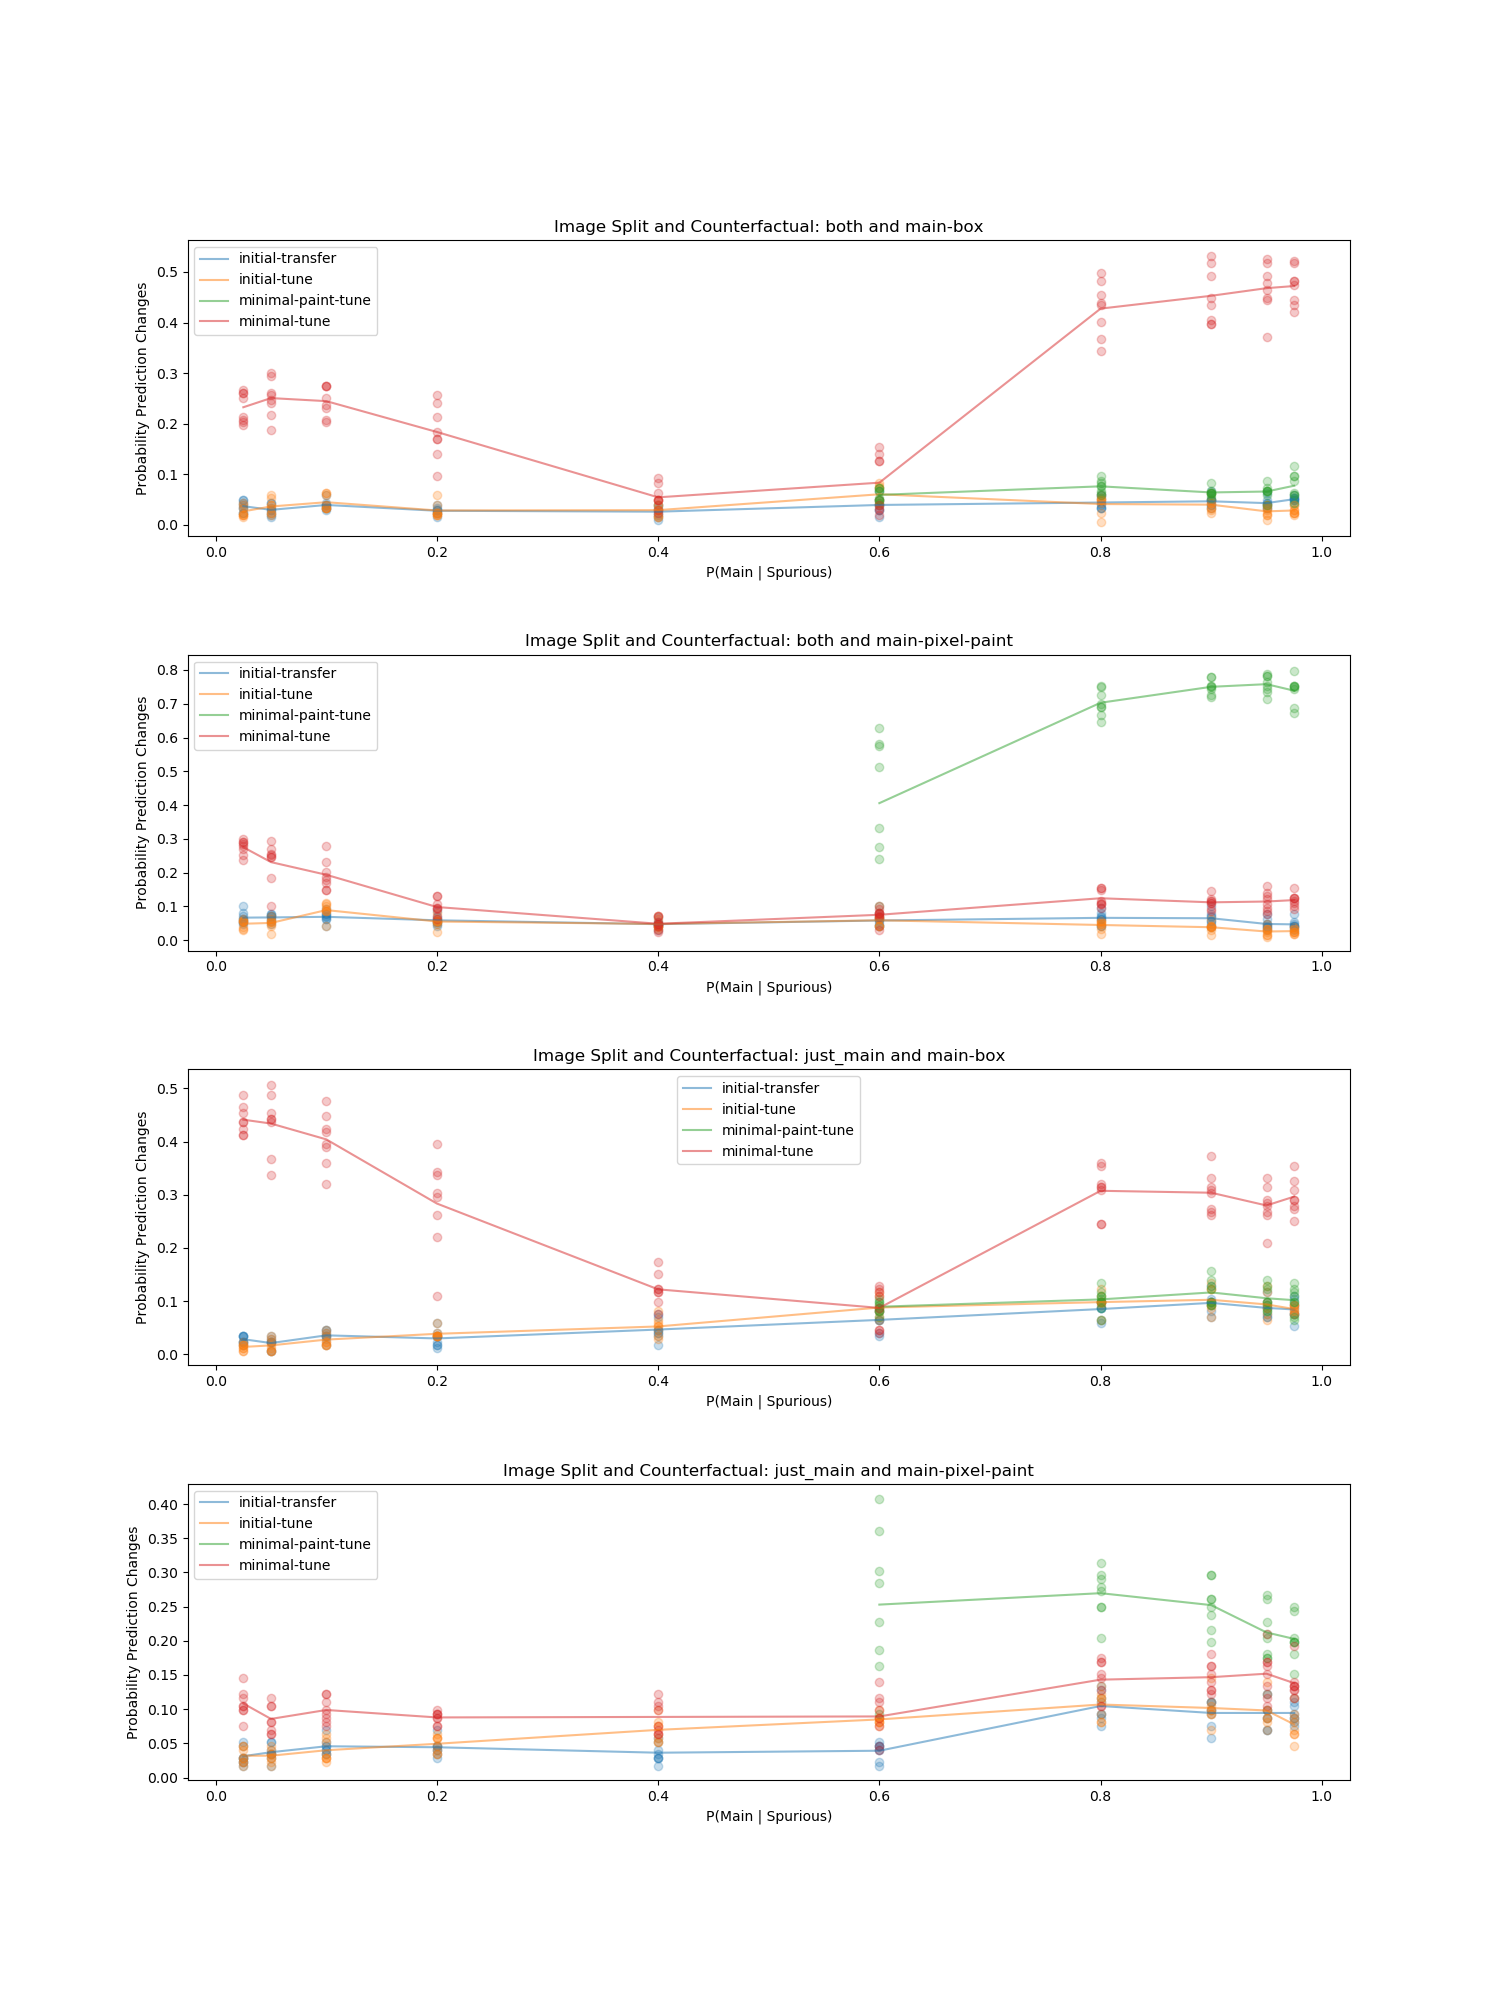 Image Split and Counterfactual: both and main-box
initial-transfer
initial-tune
minimal-paint-tune
minimal-tune
Probability Prediction Changes
0.5
0.4
0.3
0.2
0.1
0.0
0.0 0.2 0.4 0.6 0.8 1.0
P(Main | Spurious)
Image Split and Counterfactual: both and main-pixel-paint
initial-transfer
initial-tune
minimal-paint-tune
minimal-tune
Probability Prediction Changes
0.8
0.7
0.6
0.5
0.4
0.3
0.2
0.1
0.0
0.0 0.2 0.4 0.6 0.8 1.0
P(Main | Spurious)
Image Split and Counterfactual: just_main and main-box
initial-transfer
initial-tune
minimal-paint-tune
minimal-tune
Probability Prediction Changes
0.5
0.4
0.3
0.2
0.1
0.0
0.0 0.2 0.4 0.6 0.8 1.0
P(Main | Spurious)
Image Split and Counterfactual: just_main and main-pixel-paint
initial-transfer
initial-tune
minimal-paint-tune
minimal-tune
Probability Prediction Changes
0.40
0.35
0.30
0.25
0.20
0.15
0.10
0.05
0.00
0.0 0.2 0.4 0.6 0.8 1.0
P(Main | Spurious)